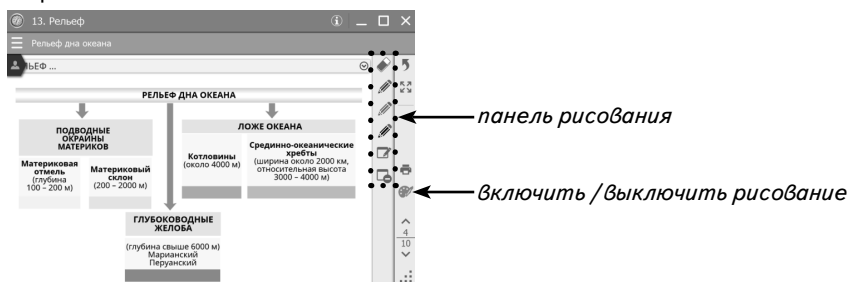 13. Рельеф
Рельеф дна океана
ЬЕФ ...
РЕЛЬЕФ ДНА ОКЕАНА
ПОДВОДНЫЕ
ОКРАИНЫ
МАТЕРИКОВ
Материковая
отмель
(глубина
100 – 200 м)
Материковый
склон
(200 – 2000 м)
ГЛУБОКОВОДНЫЕ
ЖЕЛОБА
(глубина свыше 6000 м)
Марианский
Перуанский
ЛОЖЕ ОКЕАНА
Котловины
(около 4000 м)
Срединно-океанические
хребты
(ширина около 2000 км,
относительная высота
3000 – 4000 м)
4
10
панель рисования
включить / выключить рисование